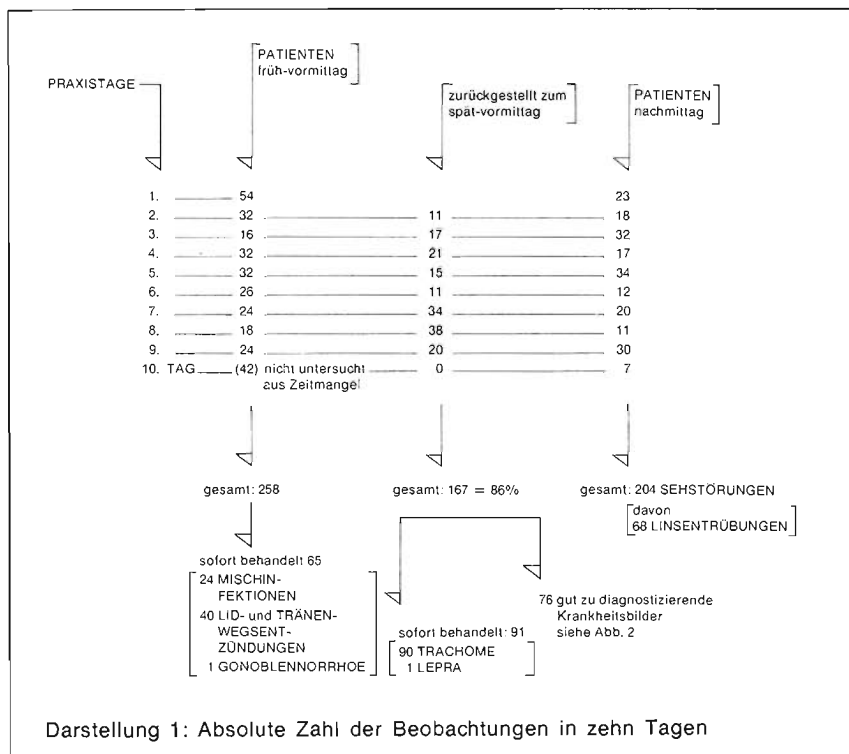 PATIENTEN
früh-vormittag
PRAXISTAGE
zurückgestellt zum
spät-vormittag
PATIENTEN
nachmittag
1. 54 23
2. 32 11 18
3. 16 17 32
4. 32 21 17
5. 32 15 34
6. 26 11 12
7. 24 34 20
8. 18 38 11
9. 24 20 30
10. TAG (42) nicht untersucht 0 7
aus Zeitmangel
gesamt: 258 gesamt: 167 = 86% gesamt: 204 SEHSTÖRUNGEN
davon
68 LINSENTRÜBUNGEN
sofort behandelt 65
24 MISCHIN-
FEKTIONEN
40 LID- und TRÄNEN-
WEGSENT-
ZÜNDUNGEN
1 GONOBLENNORRHOE
sofort behandelt: 91
90 TRACHOME
1 LEPRA
76 gut zu diagnostizierende
Krankheitsbilder
siehe Abb. 2
Darstellung 1: Absolute Zahl der Beobachtungen in zehn Tagen